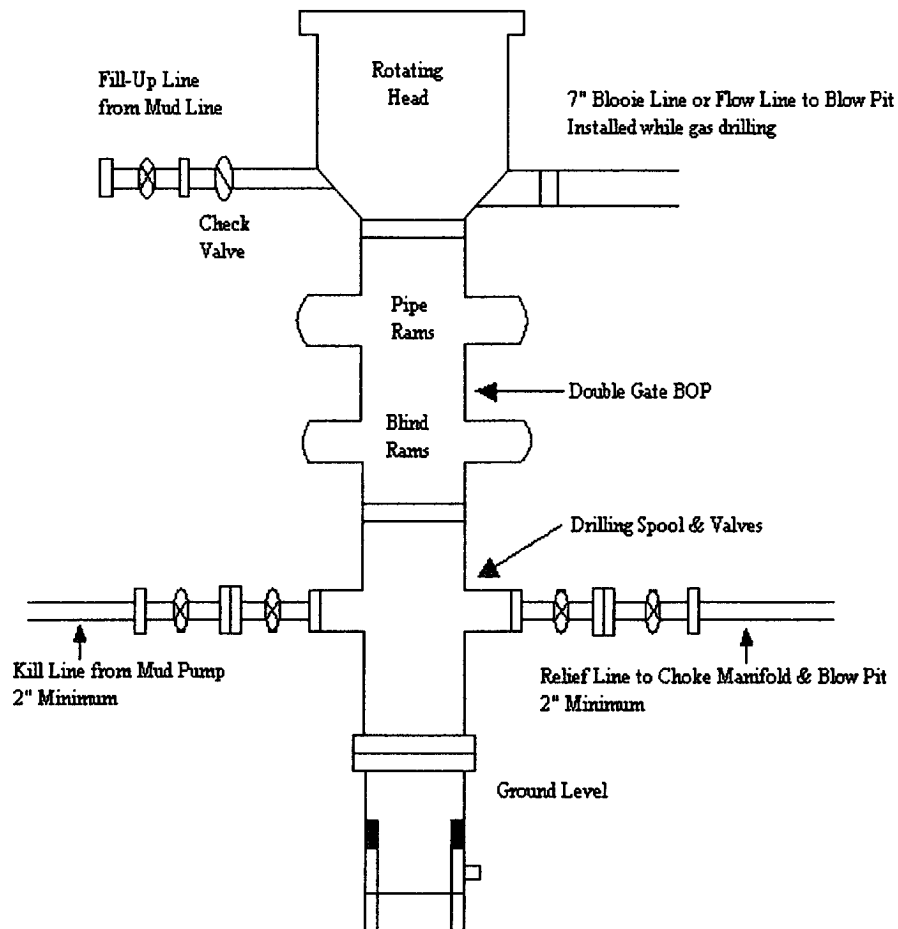 Rotating
Head
Fill-Up Line
from Mud Line
7" Blooie Line or Flow Line to Blow Pit
Installed while gas drilling
Check
Valve
Pipe
Rams
Double Gate BOP
Blind
Rams
Drilling Spool & Valves
Kill Line from Mud Pump
2" Minimum
Relief Line to Choke Manifold & Blow Pit
2" Minimum
Ground Level